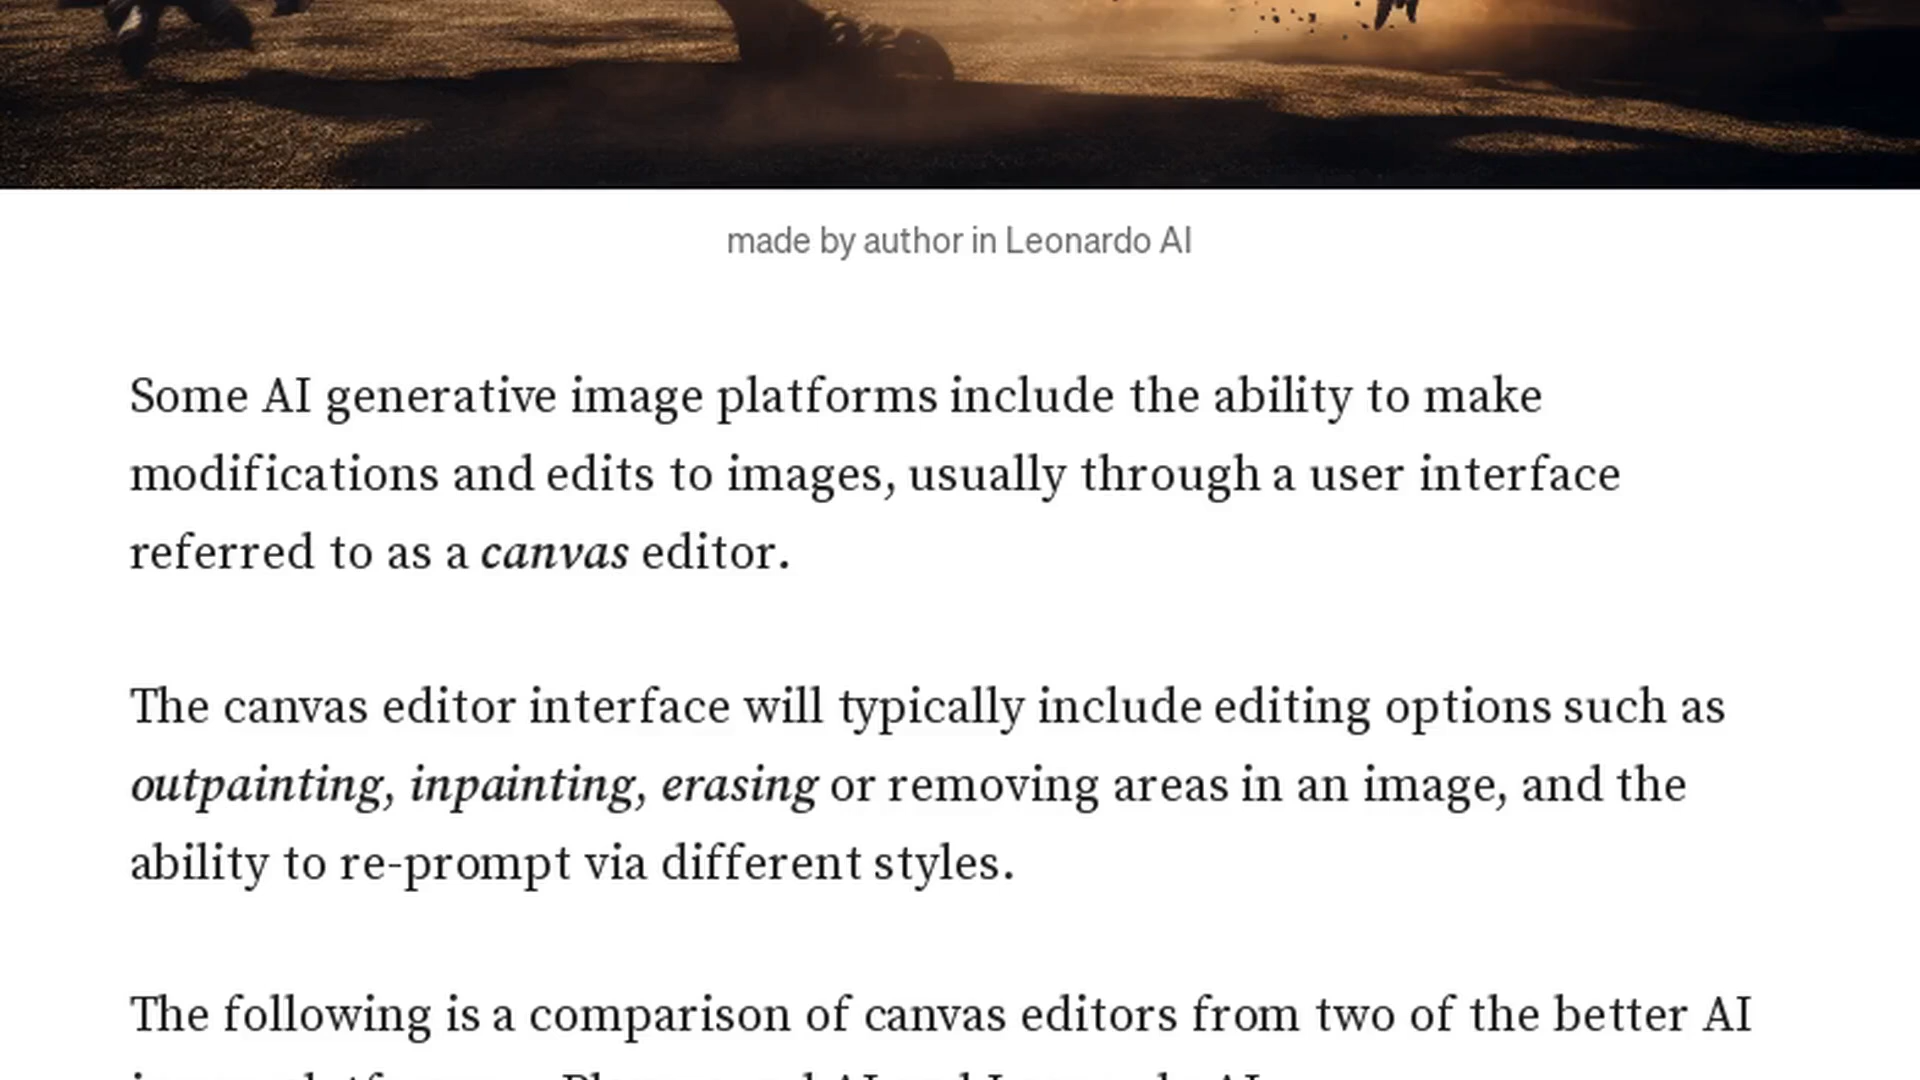 made by author in Leonardo AI
Some AI generative image platforms include the ability to make
modifications and edits to images, usually through a user interface
referred to as a canvas editor.
The canvas editor interface will typically include editing options such as
outpainting, inpainting, erasing or removing areas in an image, and the
ability to re-prompt via different styles.
The following is a comparison of canvas editors from two of the better AI